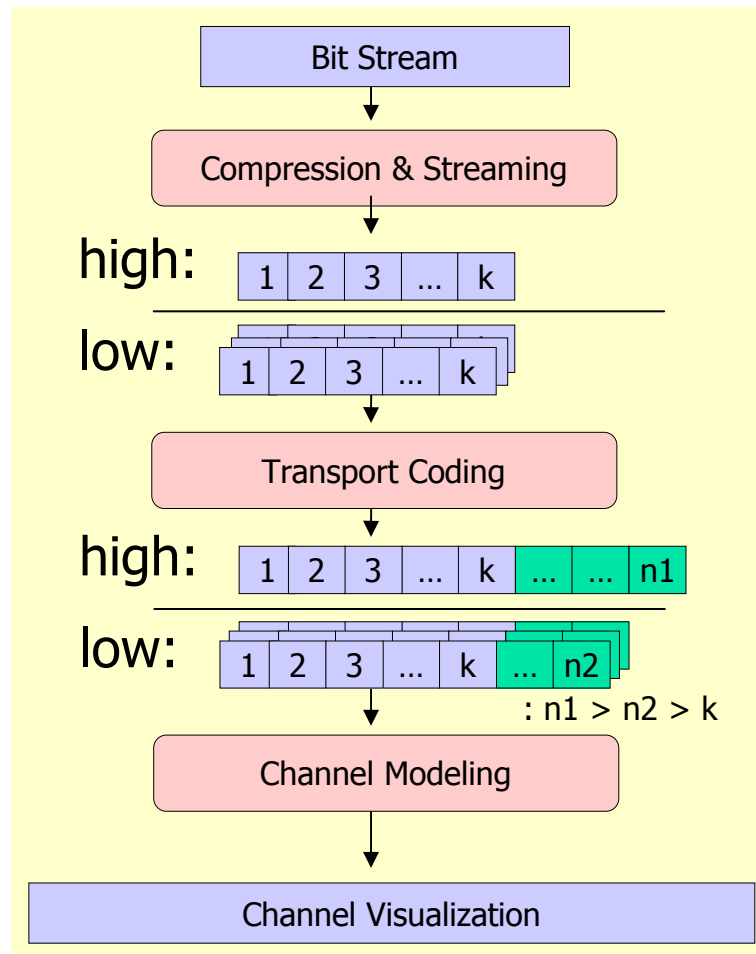 Bit Stream
Compression & Streaming
high:
1 2 3 ... k
low:
1 2 3 ... k
Transport Coding
high:
1 2 3 ... k ... ... n1
low:
1 2 3 ... k ... n2
: n1 > n2 > k
Channel Modeling
Channel Visualization